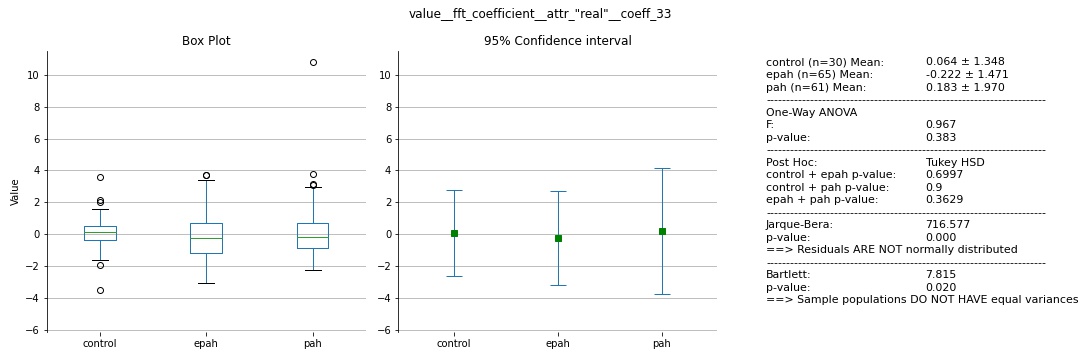 value__fft_coefficient__attr_"real"__coeff_33
Box Plot
Value
10
8
6
4
2
0
−2
−4
−6
control
epah
pah
95% Confidence interval
10
8
6
4
2
0
−2
−4
−6
control
epah
pah
control (n=30) Mean: 0.064 ± 1.348
epah (n=65) Mean: -0.222 ± 1.471
pah (n=61) Mean: 0.183 ± 1.970
One-Way ANOVA
F: 0.967
p-value: 0.383
Post Hoc: Tukey HSD
control + epah p-value: 0.6997
control + pah p-value: 0.9
epah + pah p-value: 0.3629
Jarque-Bera: 716.577
p-value: 0.000
==> Residuals ARE NOT normally distributed
Bartlett: 7.815
p-value: 0.020
==> Sample populations DO NOT HAVE equal variances